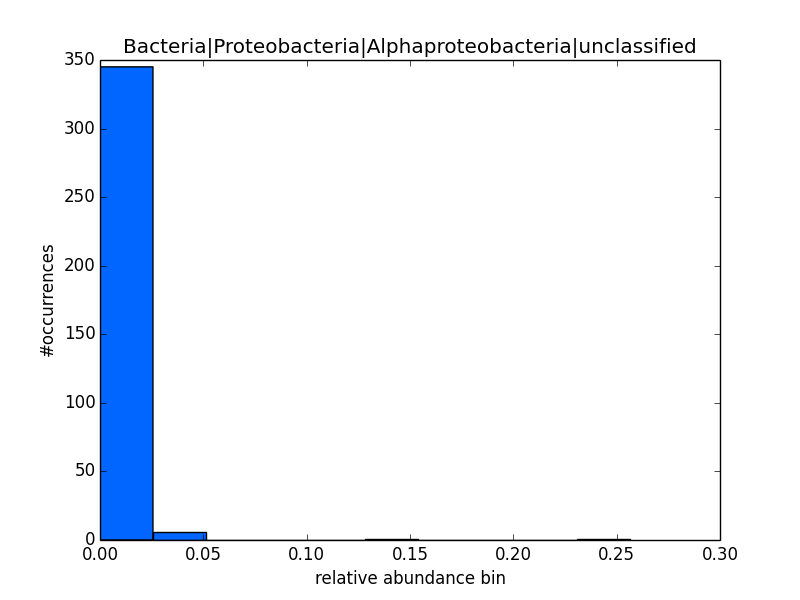 Bacteria|Proteobacteria|Alphaproteobacteria|unclassified
350
300
250
200
150
100
50
0
#occurrences
0.00 0.05 0.10 0.15 0.20 0.25 0.30
relative abundance bin